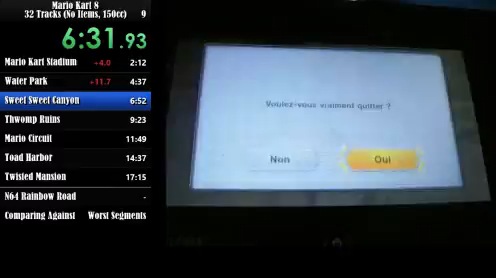 Mario Kart 8
32 Tracks (No Items, 150cc) 9
6:31.93
Mario Kart Stadium +4.0 2:12
Water Park +11.7 4:37
Sweet Sweet Canyon 6:52
Thwomp Ruins 9:23
Mario Circuit 11:49
Toad Harbor 14:37
Twisted Mansion 17:15
N64 Rainbow Road -
Comparing Against Worst Segments
Voulez-vous vraiment quitter ?
Non
Oui